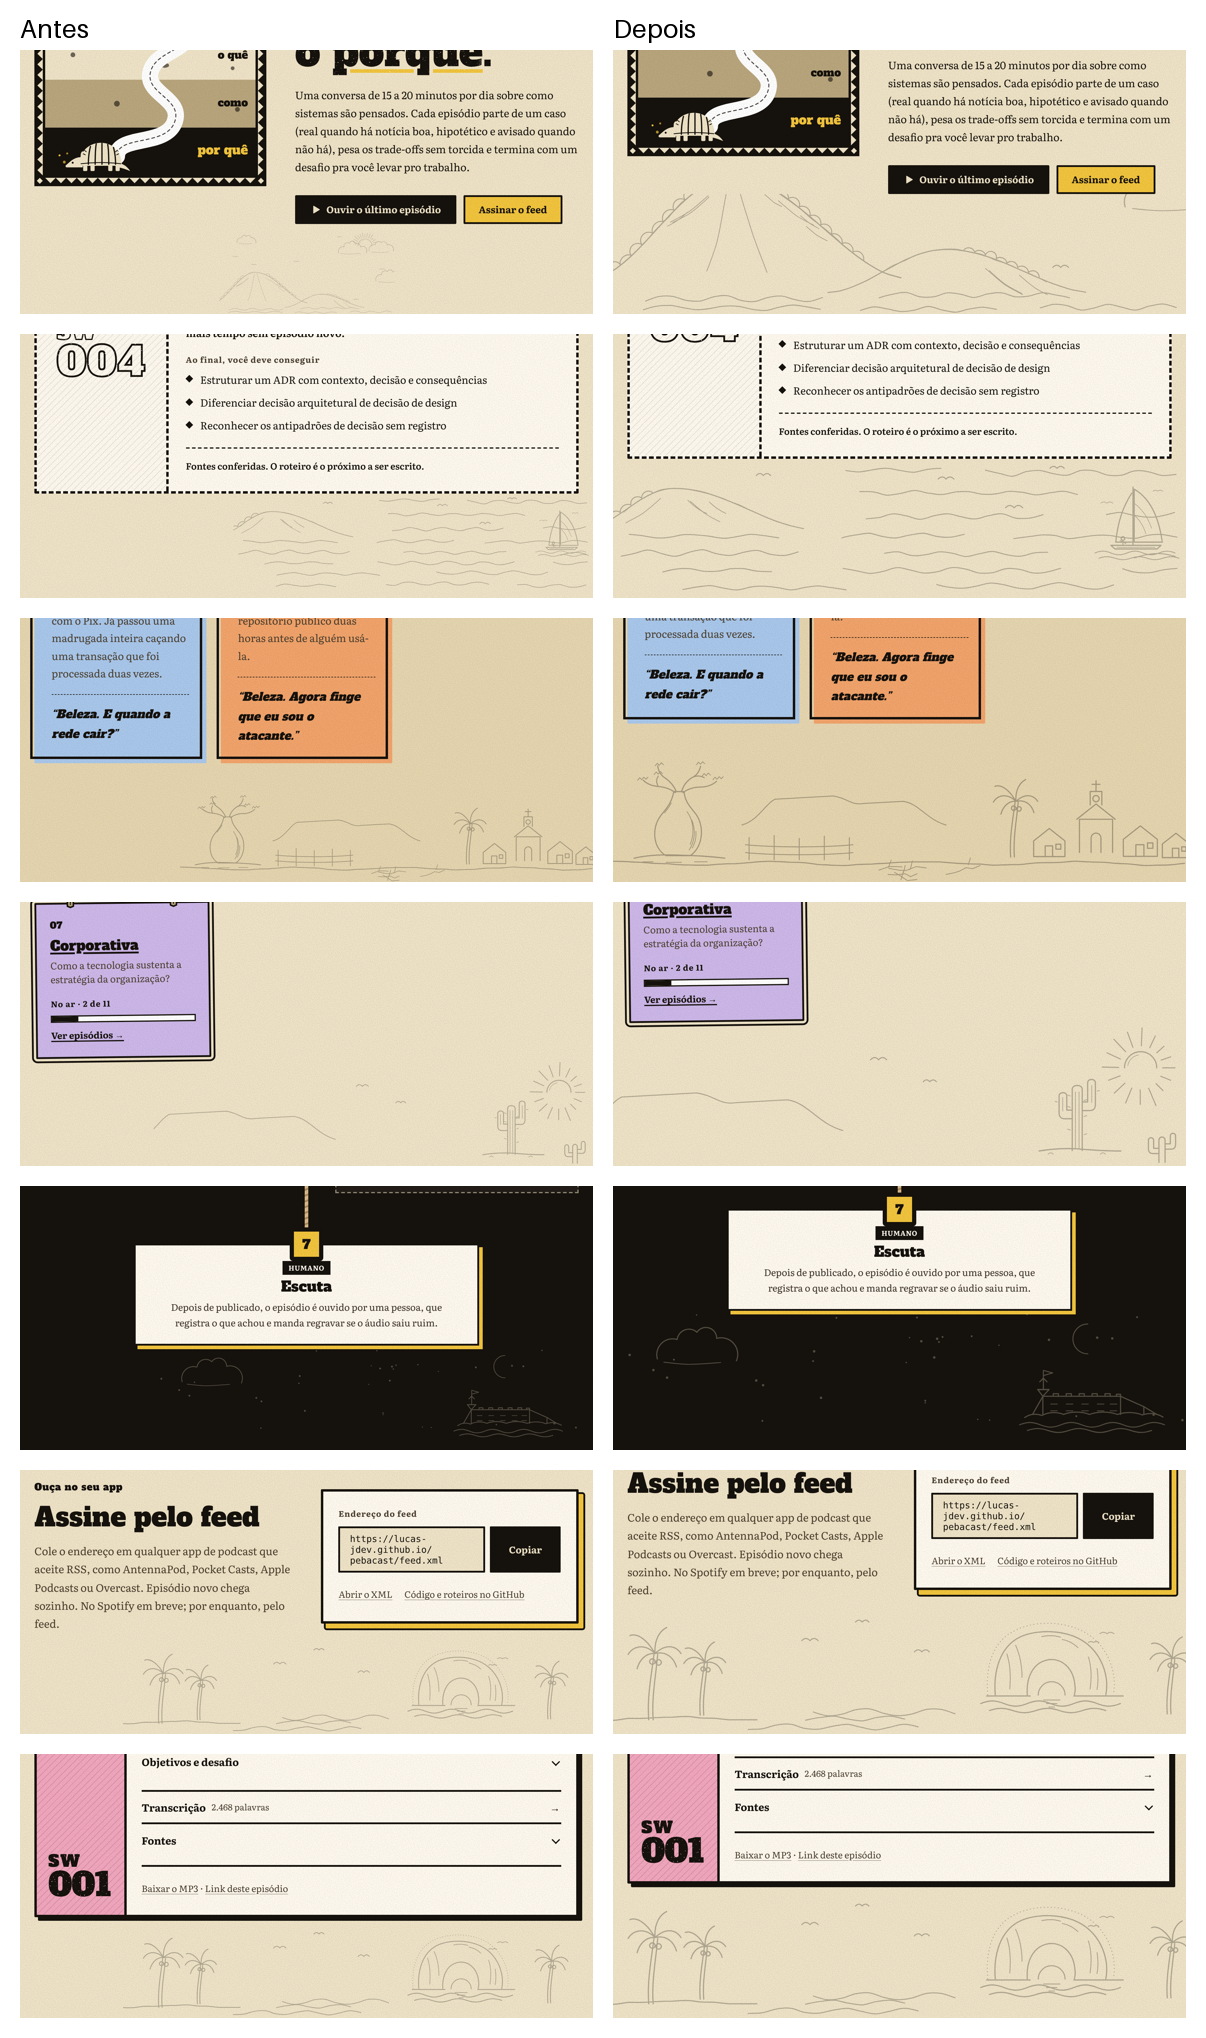 Antes
Depois
o quê
como
por quê
o porquê.
Uma conversa de 15 a 20 minutos por dia sobre como
sistemas são pensados. Cada episódio parte de um caso
(real quando há notícia boa, hipotético e avisado quando
não há), pesa os trade-offs sem torcida e termina com um
desafio pra você levar pro trabalho.
Ouvir o último episódio
Assinar o feed
como
por quê
Uma conversa de 15 a 20 minutos por dia sobre como
sistemas são pensados. Cada episódio parte de um caso
(real quando há notícia boa, hipotético e avisado quando
não há), pesa os trade-offs sem torcida e termina com um
desafio pra você levar pro trabalho.
Ouvir o último episódio
Assinar o feed
SW
004
mais tempo sem episódio novo.
Ao final, você deve conseguir
Estruturar um ADR com contexto, decisão e consequências
Diferenciar decisão arquitetural de decisão de design
Reconhecer os antipadrões de decisão sem registro
Fontes conferidas. O roteiro é o próximo a ser escrito.
004
Estruturar um ADR com contexto, decisão e consequências
Diferenciar decisão arquitetural de decisão de design
Reconhecer os antipadrões de decisão sem registro
Fontes conferidas. O roteiro é o próximo a ser escrito.
com o Pix. Já passou uma
madrugada inteira caçando
uma transação que foi
processada duas vezes.
"Beleza. E quando a
rede cair?"
repositório público duas
horas antes de alguém usá-
la.
"Beleza. Agora finge
que eu sou o
atacante."
uma transação que foi
processada duas vezes.
"Beleza. E quando a
rede cair?"
la.
"Beleza. Agora finge
que eu sou o
atacante."
07
Corporativa
Como a tecnologia sustenta a
estratégia da organização?
No ar · 2 de 11
Ver episódios →
Corporativa
Como a tecnologia sustenta a
estratégia da organização?
No ar · 2 de 11
Ver episódios →
7
HUMANO
Escuta
Depois de publicado, o episódio é ouvido por uma pessoa, que
registra o que achou e manda regravar se o áudio saiu ruim.
7
HUMANO
Escuta
Depois de publicado, o episódio é ouvido por uma pessoa, que
registra o que achou e manda regravar se o áudio saiu ruim.
Ouça no seu app
Assine pelo feed
Cole o endereço em qualquer app de podcast que
aceite RSS, como AntennaPod, Pocket Casts, Apple
Podcasts ou Overcast. Episódio novo chega
sozinho. No Spotify em breve; por enquanto, pelo
feed.
Endereço do feed
https://lucas-
jdev.github.io/
pebacast/feed.xml
Copiar
Abrir o XML Código e roteiros no GitHub
Assine pelo feed
Cole o endereço em qualquer app de podcast que
aceite RSS, como AntennaPod, Pocket Casts, Apple
Podcasts ou Overcast. Episódio novo chega
sozinho. No Spotify em breve; por enquanto, pelo
feed.
Endereço do feed
https://lucas-
jdev.github.io/
pebacast/feed.xml
Copiar
Abrir o XML Código e roteiros no GitHub
SW
001
Objetivos e desafio
Transcrição 2.468 palavras →
Fontes
Baixar o MP3 · Link deste episódio
SW
001
Transcrição 2.468 palavras →
Fontes
Baixar o MP3 · Link deste episódio